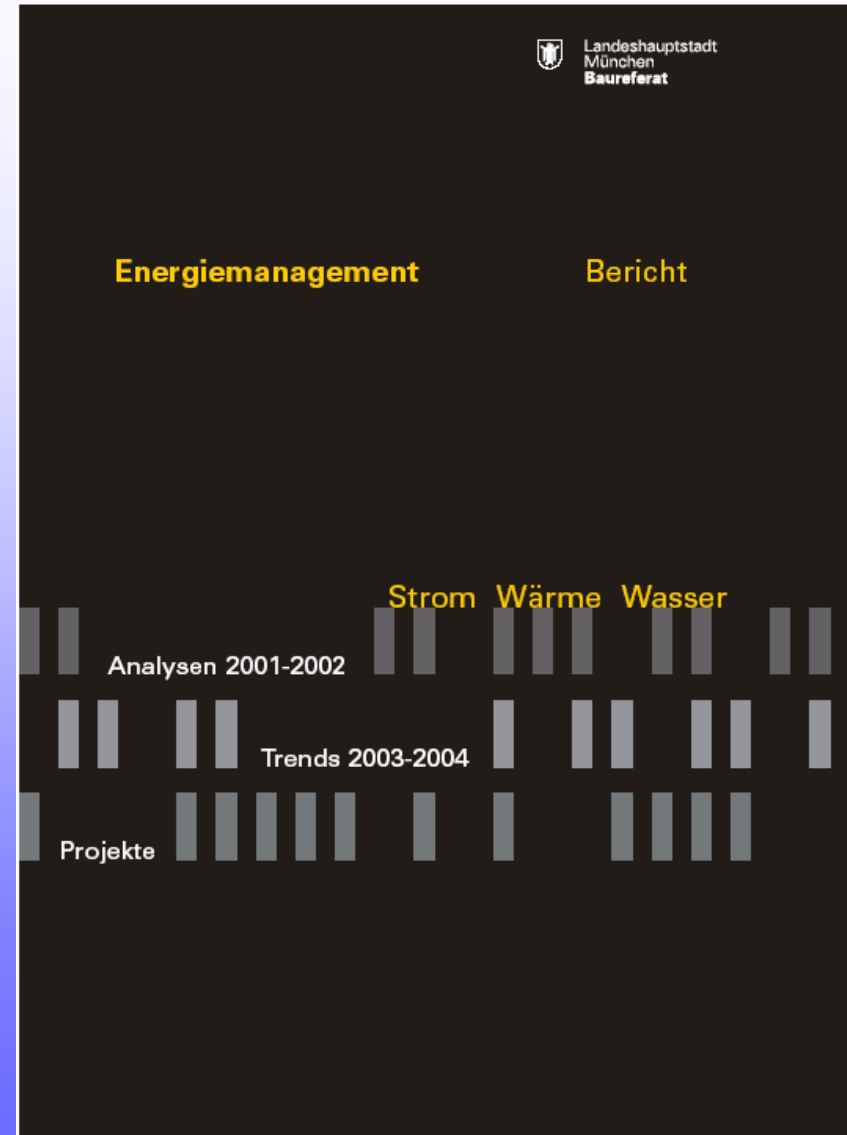 Landeshauptstadt
München
Baureferat
Energiemanagement Bericht
Strom Wärme Wasser
Analysen 2001-2002
Trends 2003-2004
Projekte